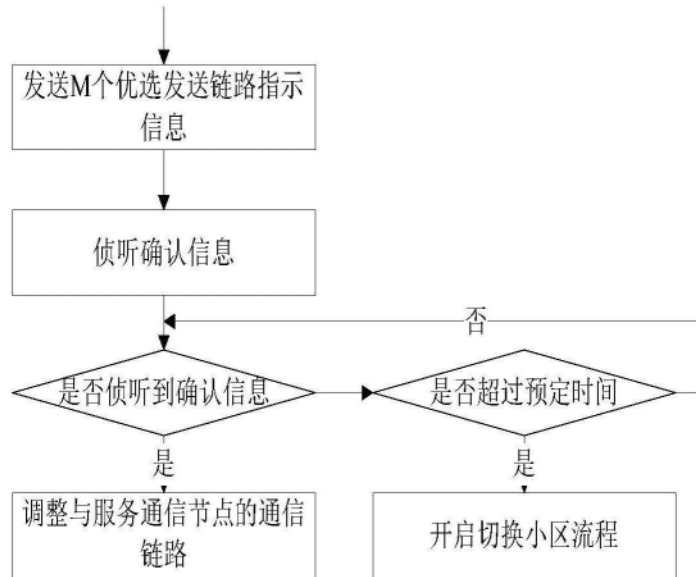 发送M个优选发送链路指示
信息
侦听确认信息
否
是否侦听到确认信息
是否超过预定时间
是
是
调整与服务通信节点的通信
链路
开启切换小区流程